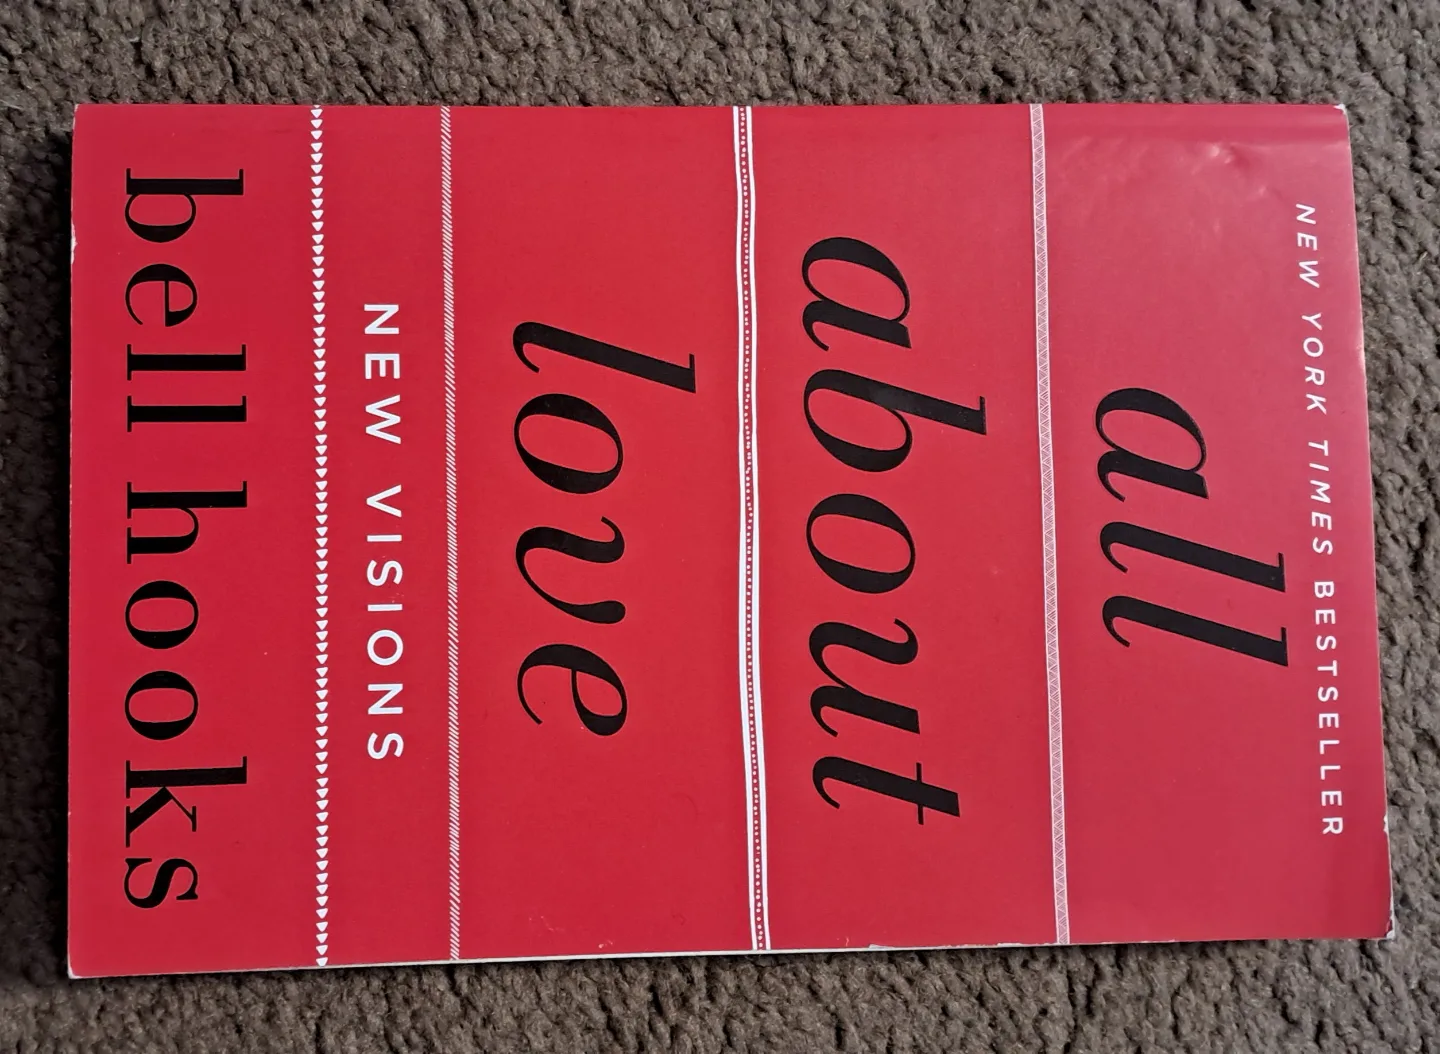 NEW YORK TIMES BESTSELLER
all
about
love
NEW VISIONS
bell hooks